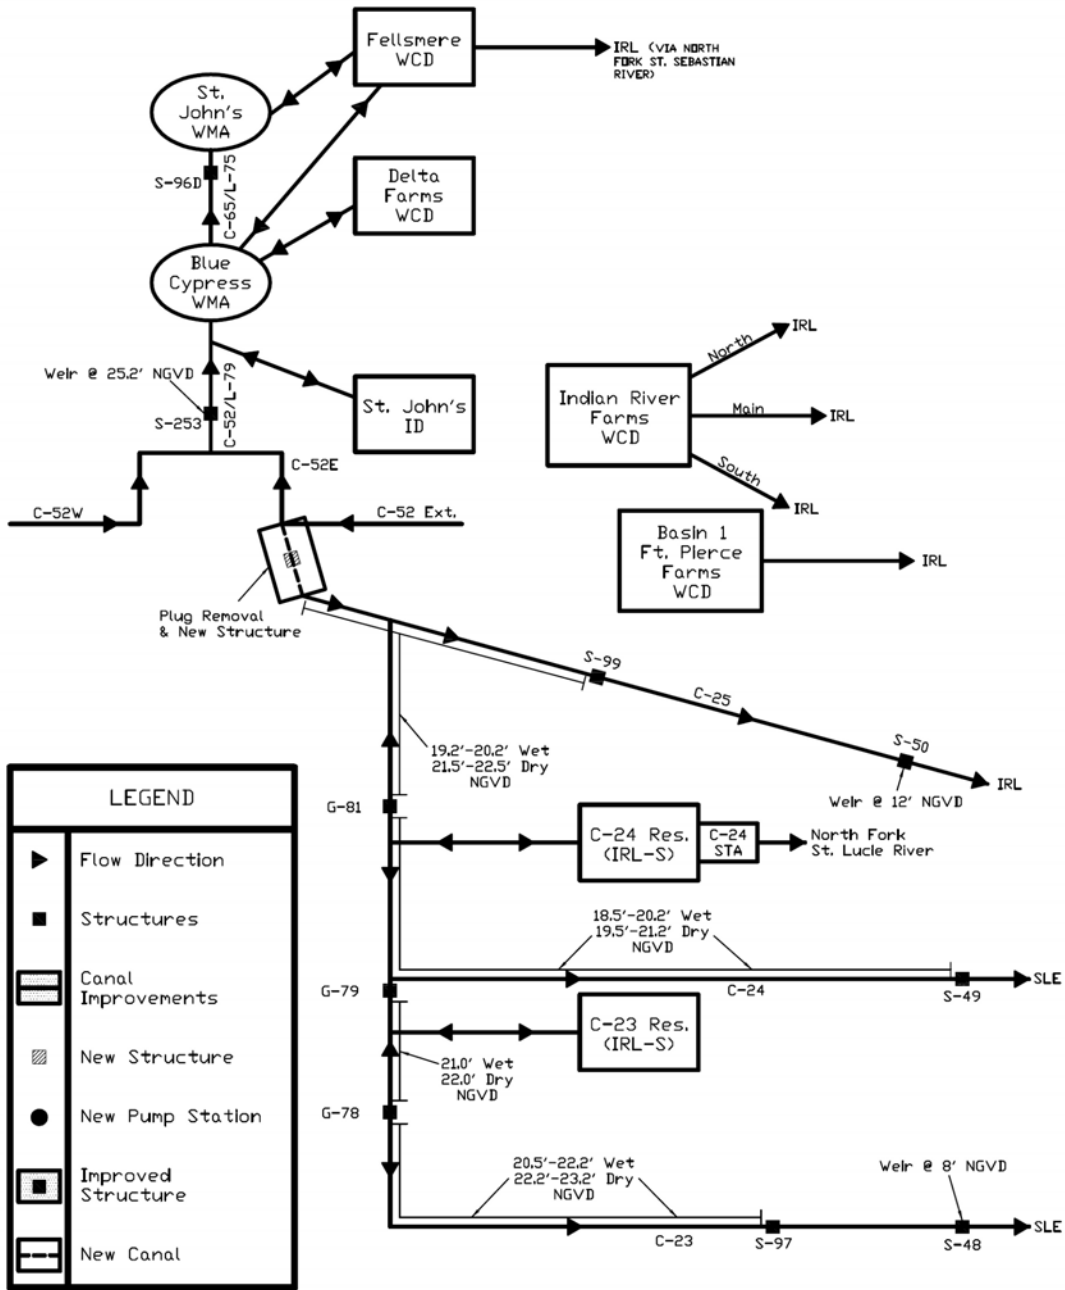 Fellsmere
WCD
IRL (VIA NORTH
FORK ST. SEBASTIAN
RIVER)
St.
John's
WMA
S-96D
C-65/L-75
Delta
Farms
WCD
Blue
Cypress
WMA
Weir @ 25.2' NGVD
S-253
C-52/L-79
St. John's
ID
North
IRL
Indian River
Farms
WCD
Main
IRL
South
IRL
C-52E
C-52W
C-52 Ext.
Basin 1
Ft. Pierce
Farms
WCD
IRL
Plug Removal
& New Structure
S-99
C-25
S-50
Weir @ 12' NGVD
IRL
19.2'-20.2' Wet
21.5'-22.5' Dry
NGVD
G-81
C-24 Res.
(IRL-S)
C-24
STA
North Fork
St. Lucie River
18.5'-20.2' Wet
19.5'-21.2' Dry
NGVD
G-79
C-24
S-49
SLE
C-23 Res.
(IRL-S)
21.0' Wet
22.0' Dry
NGVD
G-78
20.5'-22.2' Wet
22.2'-23.2' Dry
NGVD
Weir @ 8' NGVD
C-23
S-97
S-48
SLE
LEGEND
Flow Direction
Structures
Canal
Improvements
New Structure
New Pump Station
Improved
Structure
New Canal